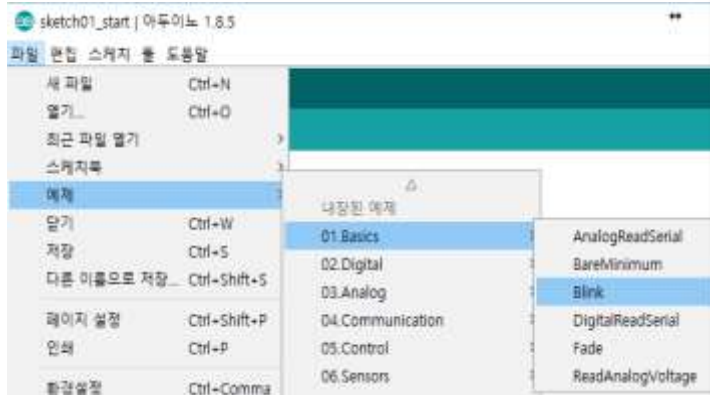 sketch01_start | 아두이노 1.8.5
파일 편집 스케치 툴 도움말
새 파일 Ctrl+N
열기... Ctrl+O
최근 파일 열기
스케치북
예제
닫기 Ctrl+W
저장 Ctrl+S
다른 이름으로 저장... Ctrl+Shift+S
페이지 설정 Ctrl+Shift+P
인쇄 Ctrl+P
환경설정 Ctrl+Comma
내장된 예제
01.Basics
02.Digital
03.Analog
04.Communication
05.Control
06.Sensors
AnalogReadSerial
BareMinimum
Blink
DigitalReadSerial
Fade
ReadAnalogVoltage